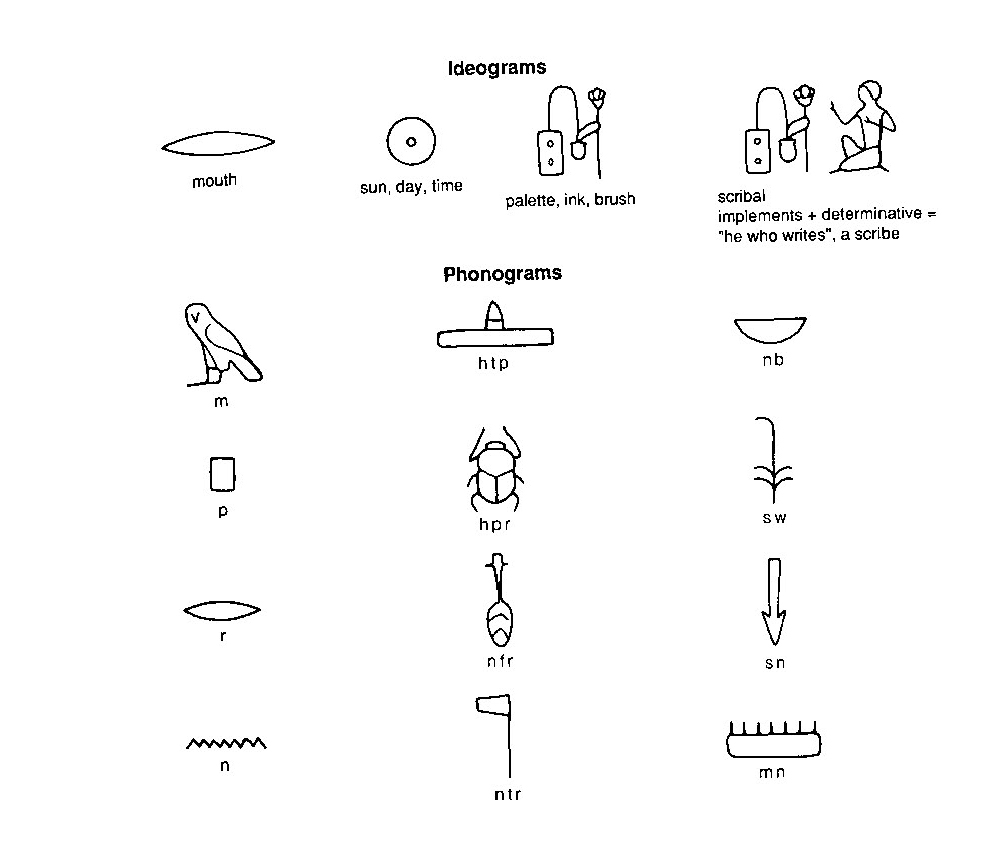 Ideograms
mouth
sun, day, time
palette, ink, brush
scribal
implements + determinative =
"he who writes", a scribe
Phonograms
m
htp
nb
p
hpr
sw
r
nfr
sn
n
ntr
mn